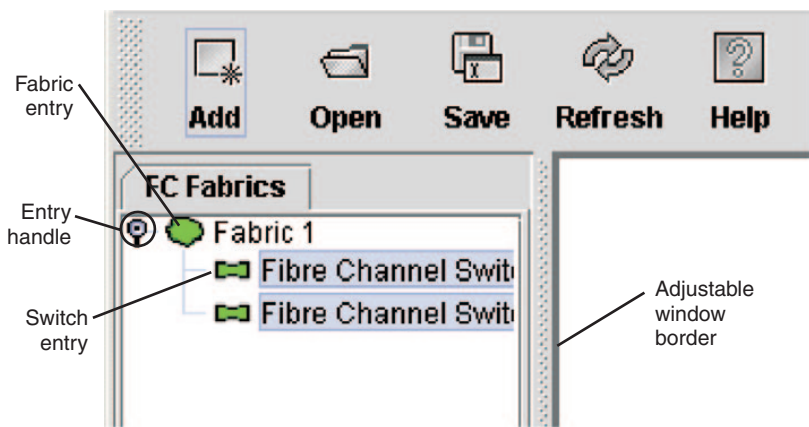 Add Open Save Refresh Help
Fabric
entry
FC Fabrics
Entry
handle
Fabric 1
Fibre Channel Swit
Fibre Channel Swit
Switch
entry
Adjustable
window
border